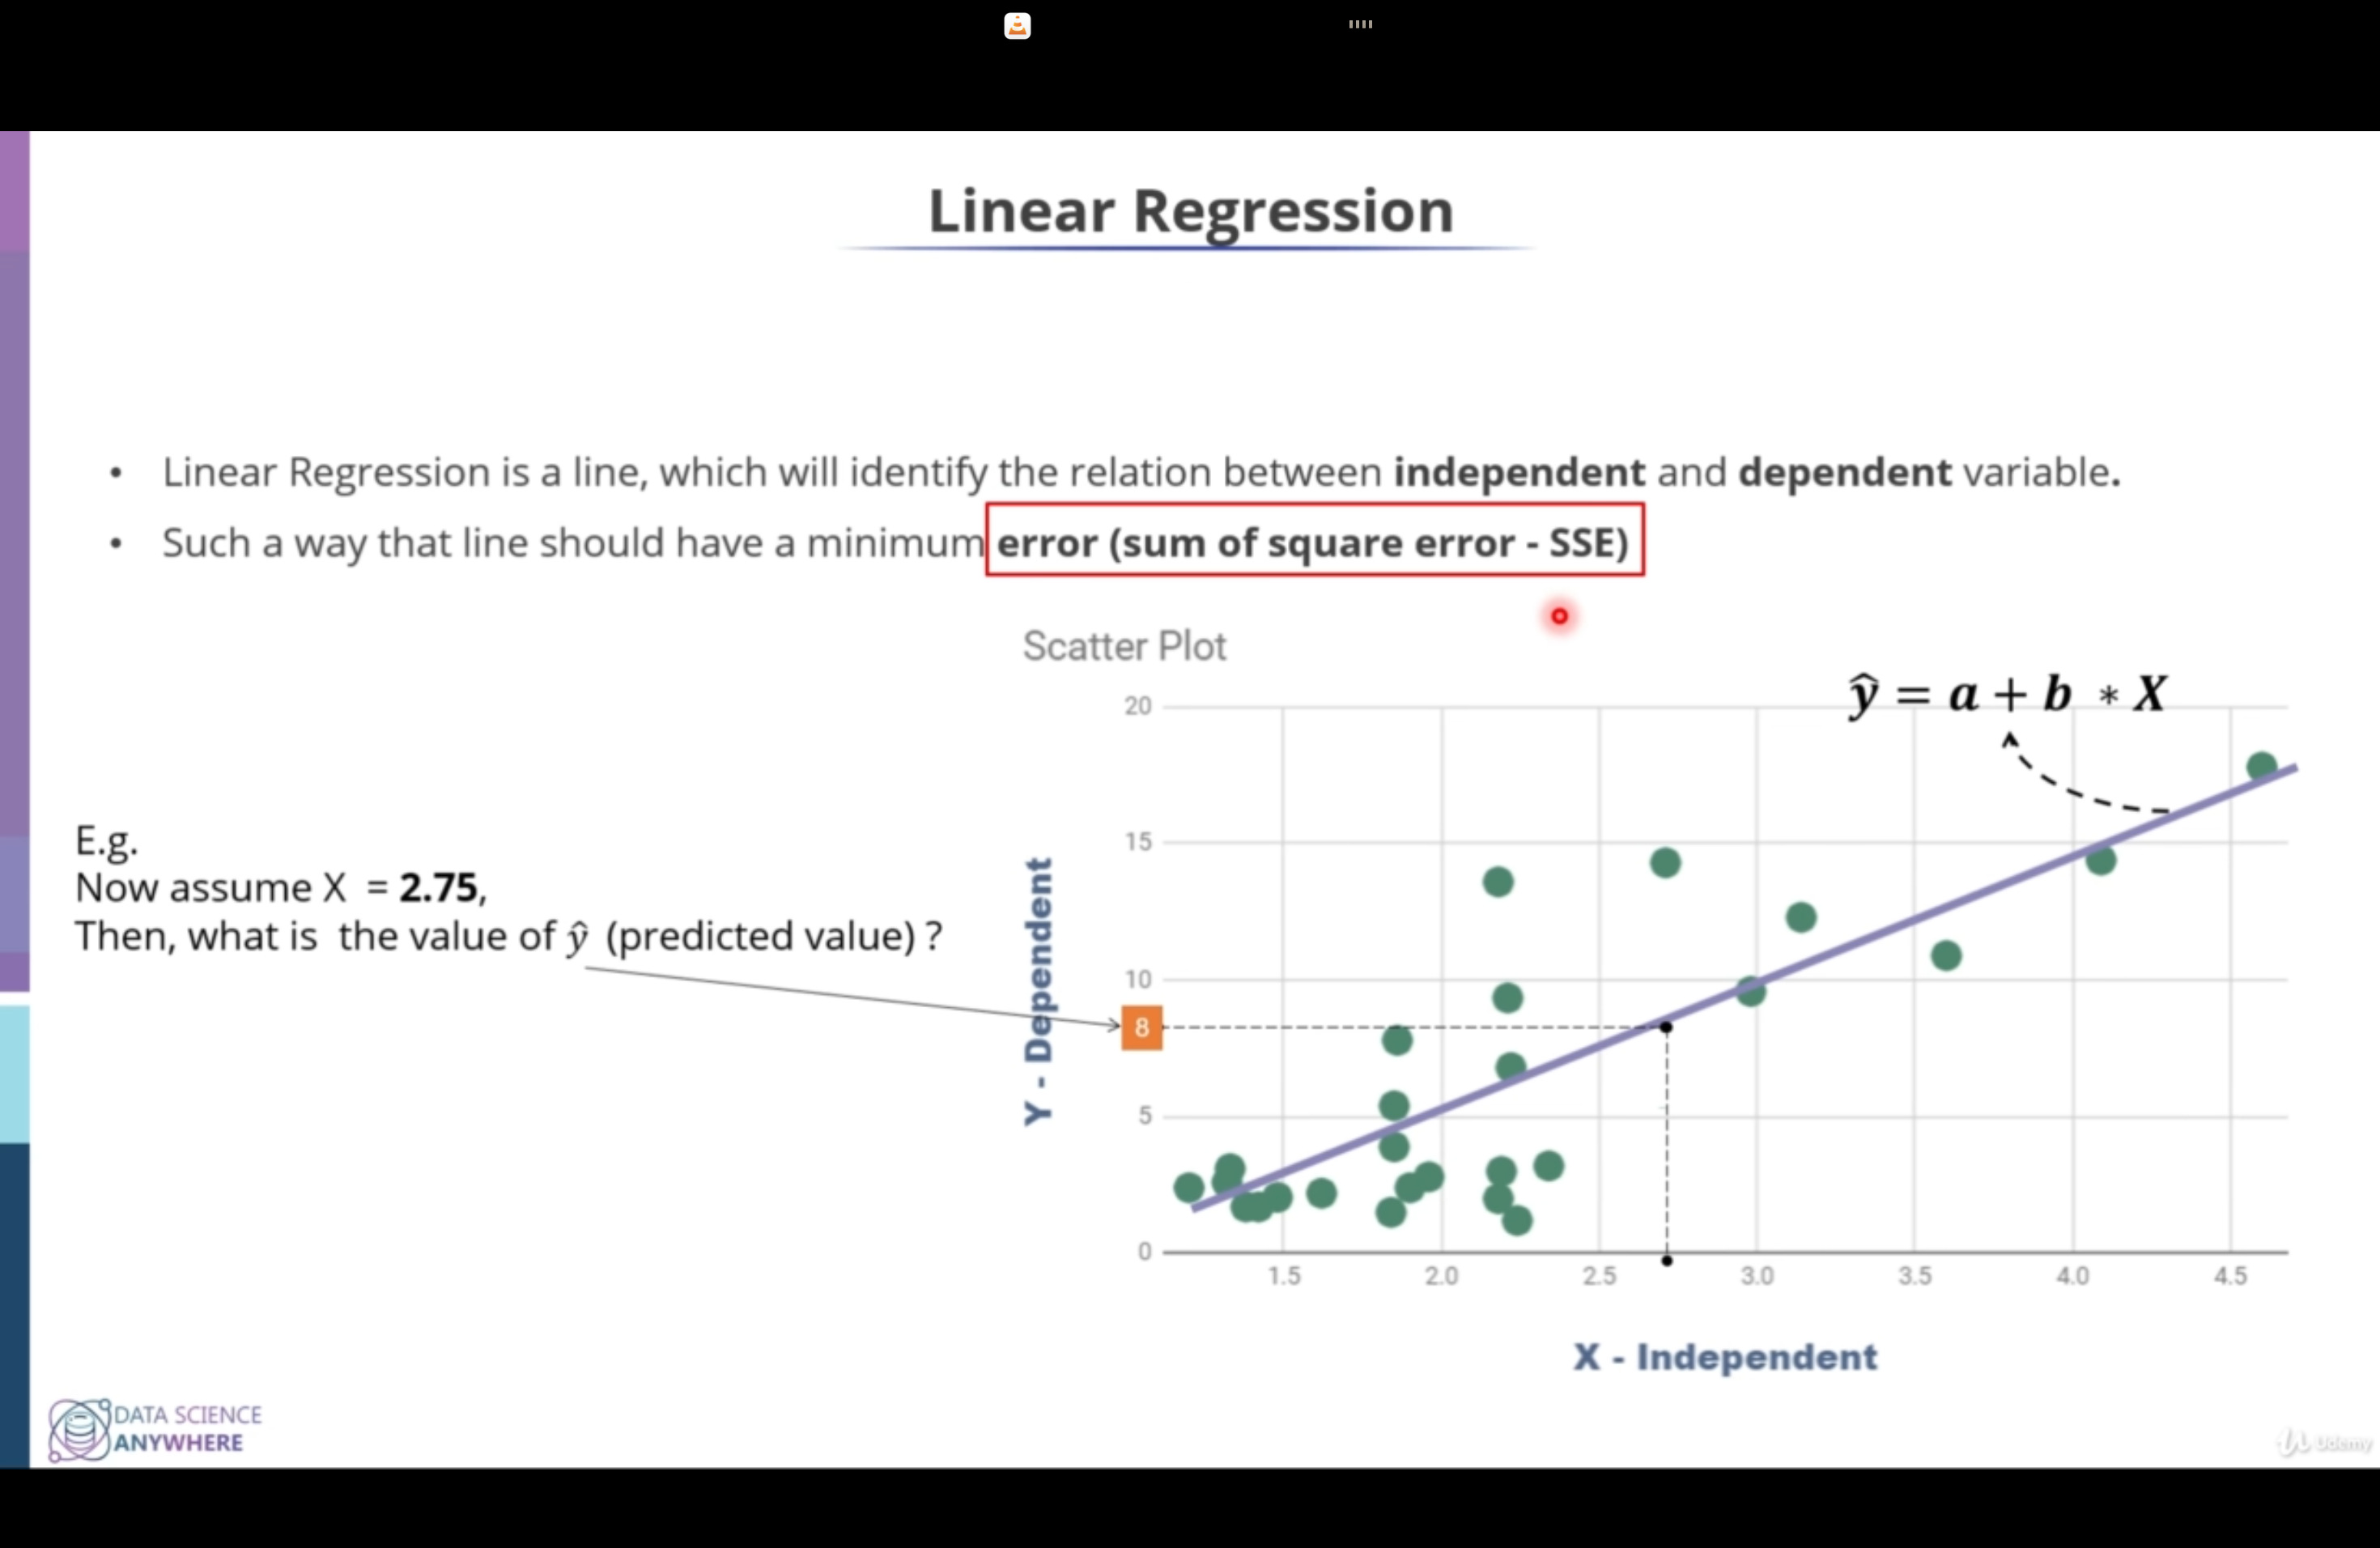 Linear Regression
• Linear Regression is a line, which will identify the relation between independent and dependent variable.
• Such a way that line should have a minimum error (sum of square error - SSE)
Scatter Plot
ŷ = a + b * X
E.g.
Now assume X = 2.75,
Then, what is the value of ŷ (predicted value) ?
Y - Dependent
20
15
10
8
5
0
1.5 2.0 2.5 3.0 3.5 4.0 4.5
X - Independent
DATA SCIENCE
ANYWHERE
Udemy